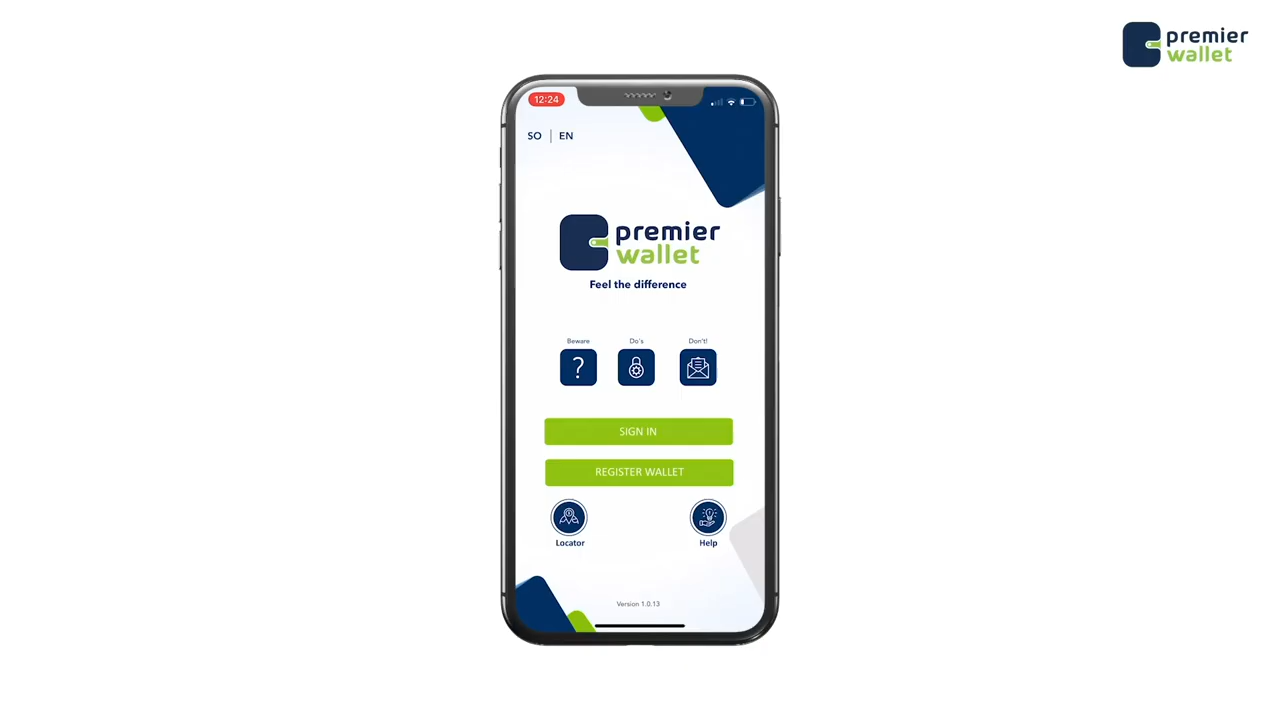 premier
wallet
12:24
SO | EN
premier
wallet
Feel the difference
Beware
Do's
Don't!
?
SIGN IN
REGISTER WALLET
Locator
Help
Version 1.0.13